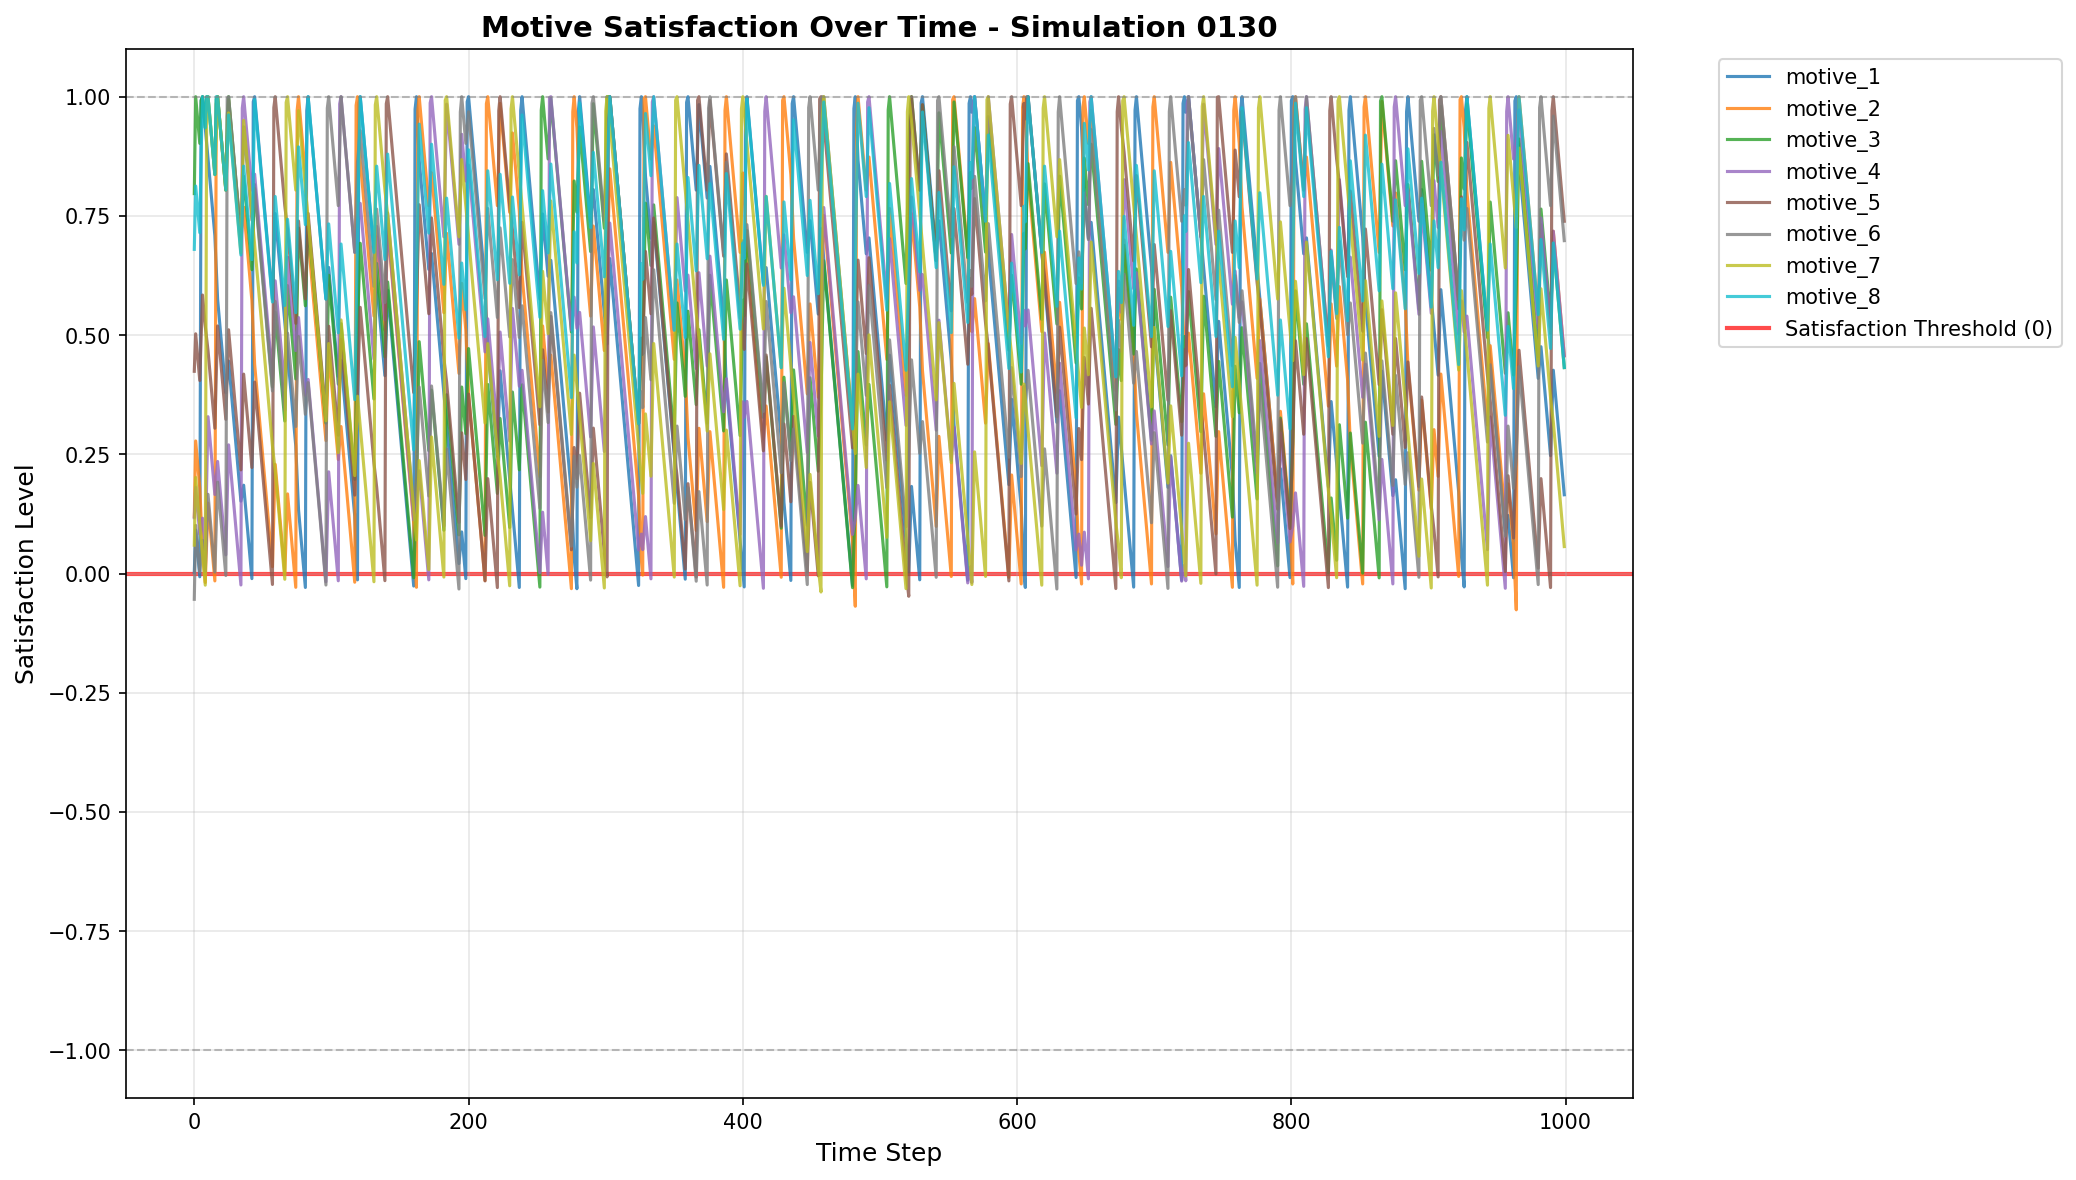 Motive Satisfaction Over Time - Simulation 0130
Satisfaction Level
1.00
0.75
0.50
0.25
0.00
−0.25
−0.50
−0.75
−1.00
0
200
400
600
800
1000
Time Step
motive_1
motive_2
motive_3
motive_4
motive_5
motive_6
motive_7
motive_8
Satisfaction Threshold (0)